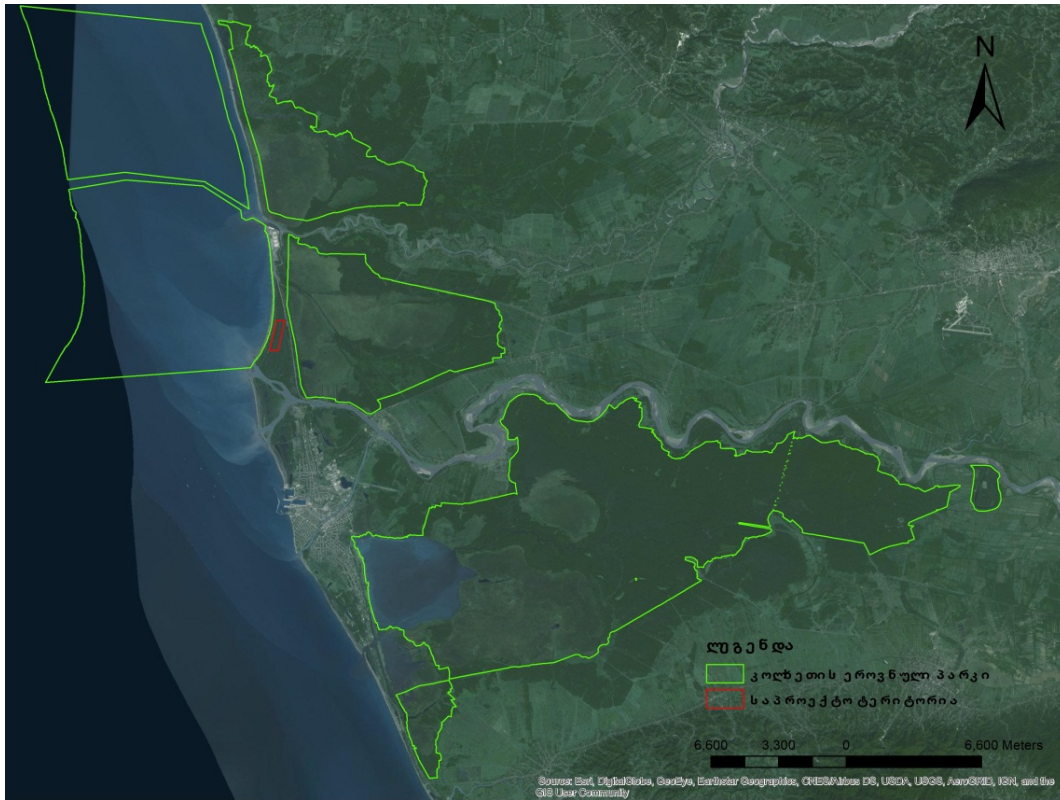 N
ლეგენდა
კოლხეთის ეროვნული პარკი
საპროექტო ტერიტორია
6,600 3,300 0 6,600 Meters
Source: Esri, DigitalGlobe, GeoEye, Earthstar Geographics, CNES/Airbus DS, USDA, USGS, AeroGRID, IGN, and the
GIS User Community